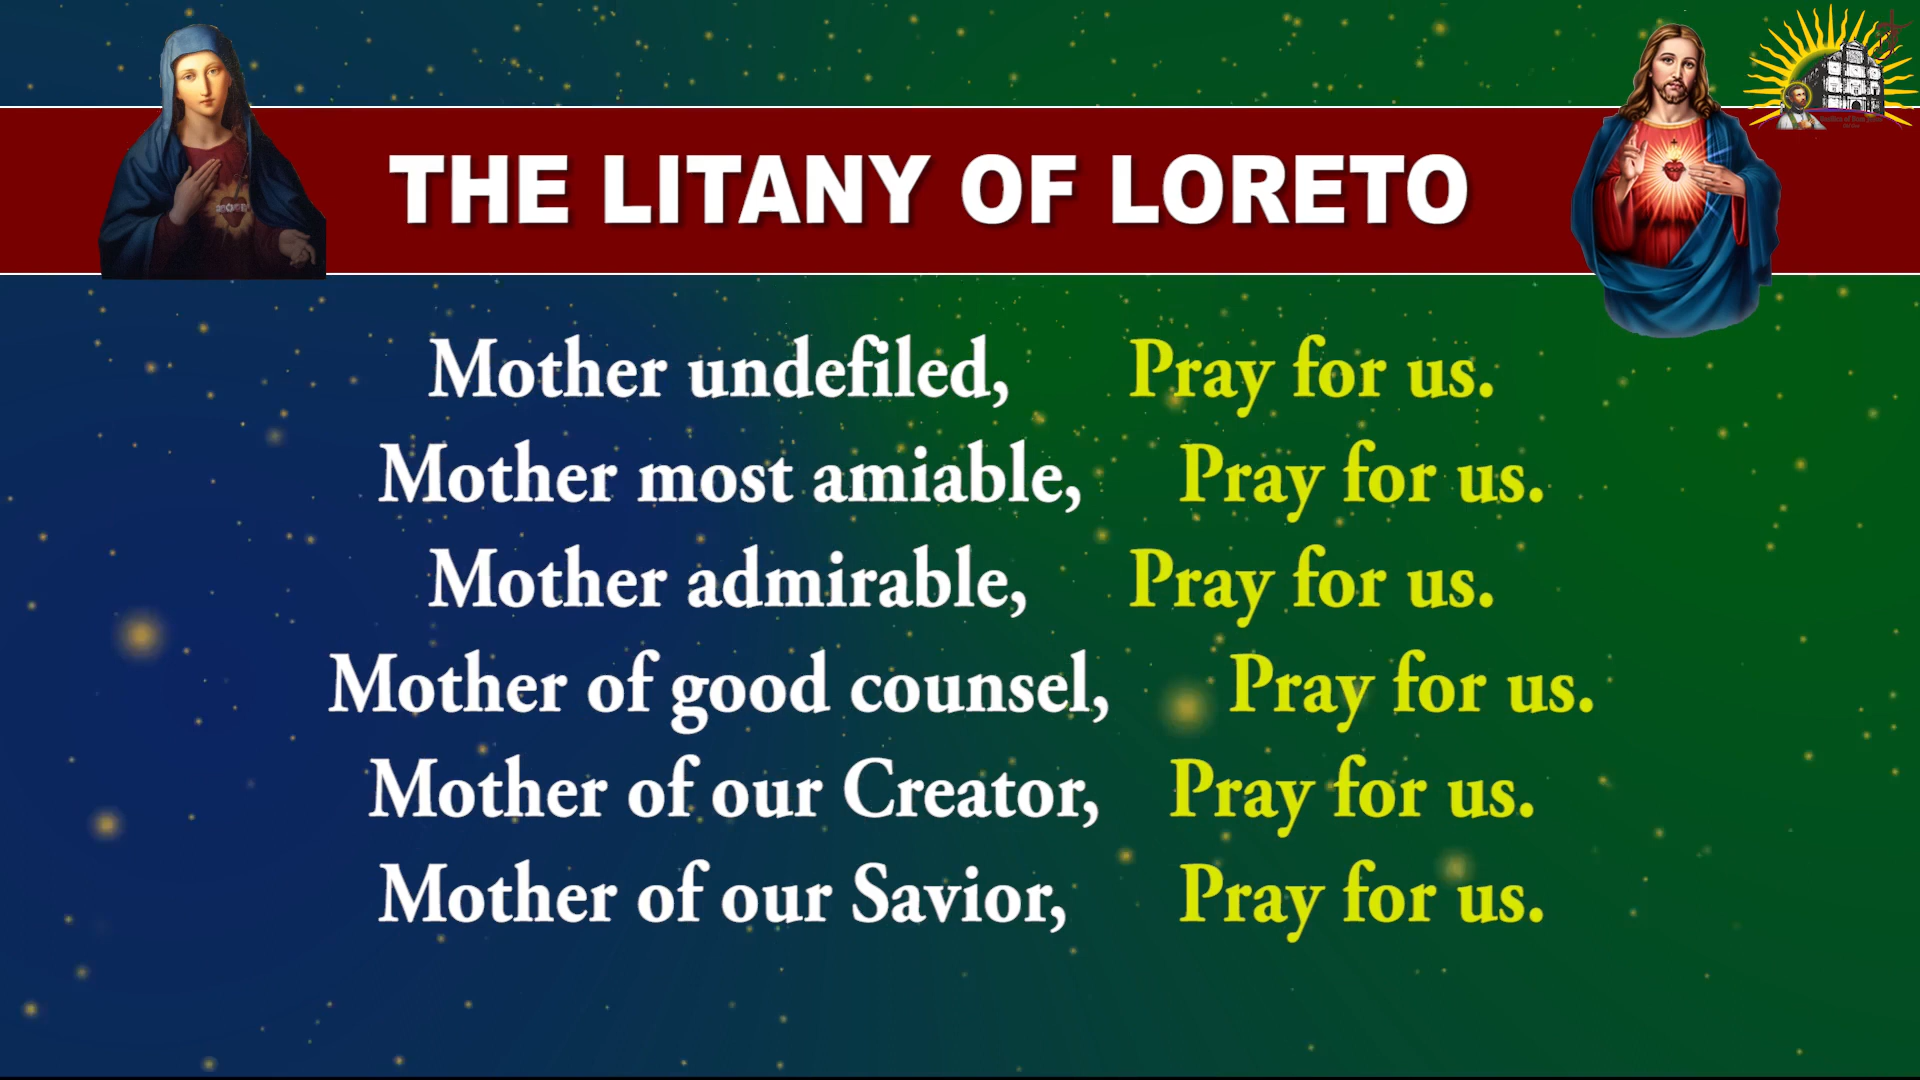 THE LITANY OF LORETO
Mother undefiled, Pray for us.
Mother most amiable, Pray for us.
Mother admirable, Pray for us.
Mother of good counsel, Pray for us.
Mother of our Creator, Pray for us.
Mother of our Savior, Pray for us.